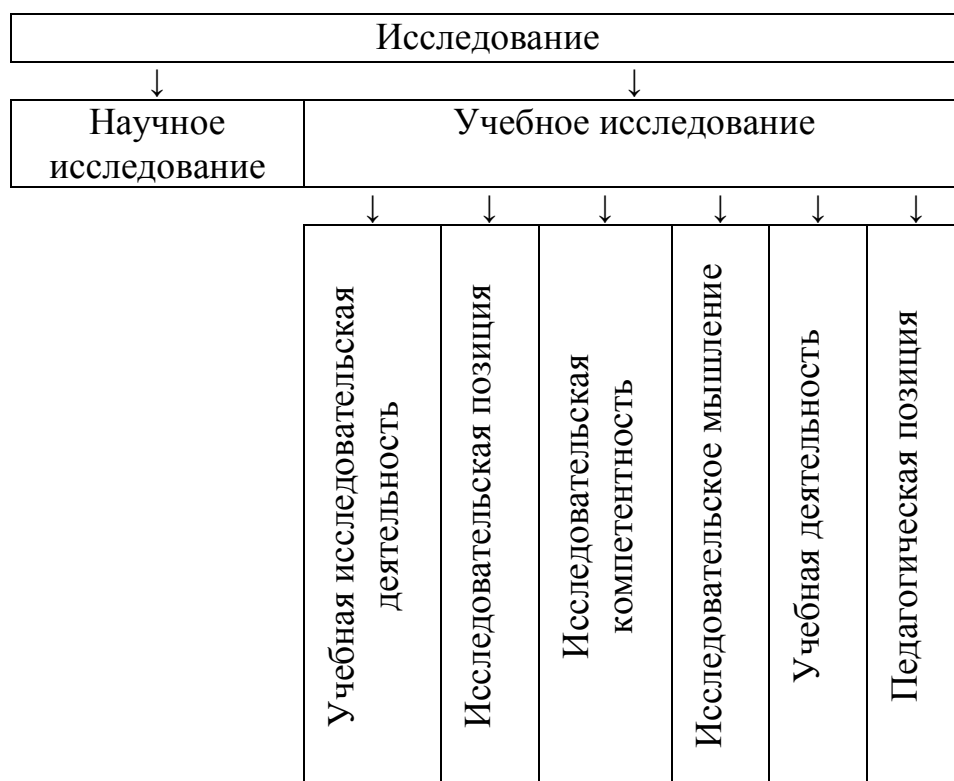 Исследование
↓ ↓
Научное
исследование
Учебное исследование
↓ ↓ ↓ ↓ ↓ ↓
Учебная исследовательская
деятельность
Исследовательская позиция
Исследовательская
компетентность
Исследовательское мышление
Учебная деятельность
Педагогическая позиция